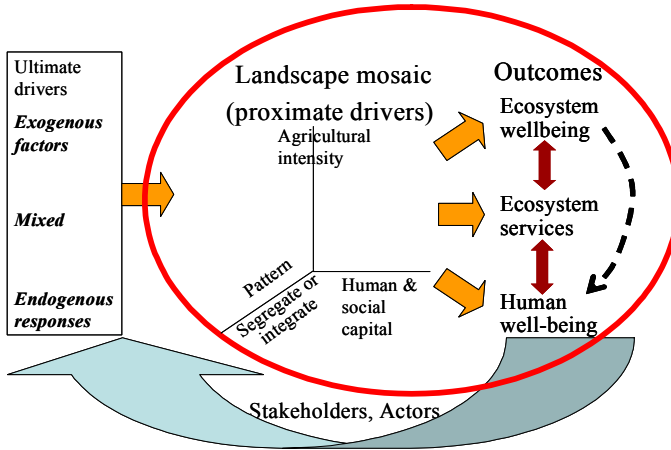 Ultimate
drivers
Exogenous
factors
Mixed
Endogenous
responses
Landscape mosaic
(proximate drivers)
Agricultural
intensity
Pattern
Segregate or
integrate
Human &
social
capital
Outcomes
Ecosystem
wellbeing
Ecosystem
services
Human
well-being
Stakeholders, Actors